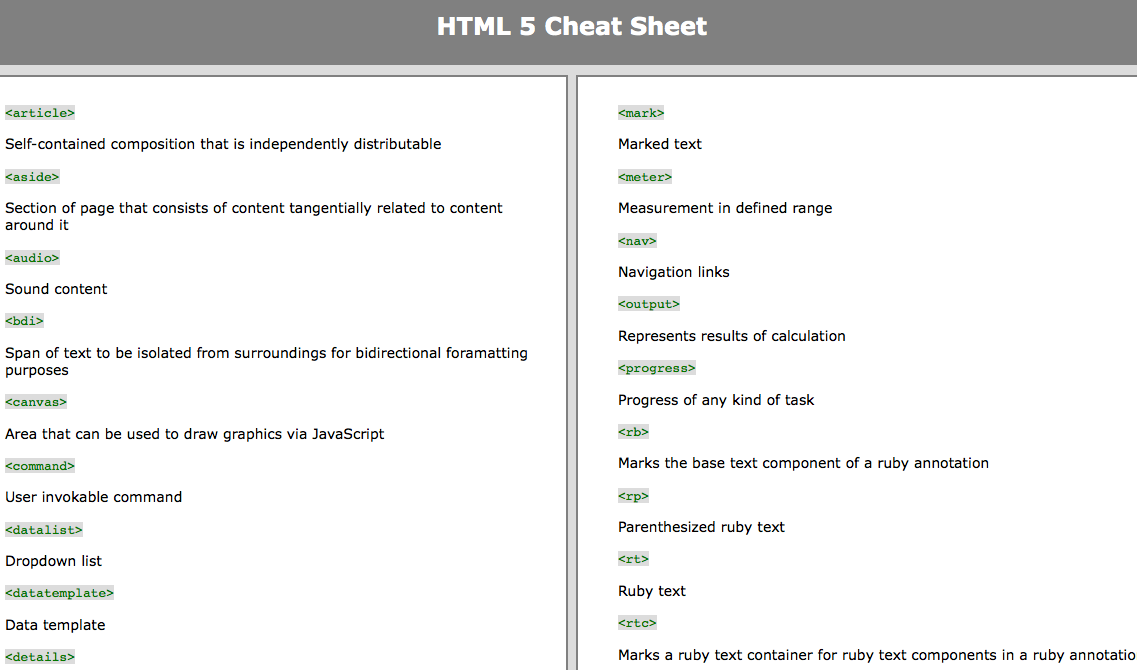 HTML 5 Cheat Sheet
<article>
Self-contained composition that is independently distributable
<aside>
Section of page that consists of content tangentially related to content
around it
<audio>
Sound content
<bdi>
Span of text to be isolated from surroundings for bidirectional foramatting
purposes
<canvas>
Area that can be used to draw graphics via JavaScript
<command>
User invokable command
<datalist>
Dropdown list
<datatemplate>
Data template
<details>
<mark>
Marked text
<meter>
Measurement in defined range
<nav>
Navigation links
<output>
Represents results of calculation
<progress>
Progress of any kind of task
<rb>
Marks the base text component of a ruby annotation
<rp>
Parenthesized ruby text
<rt>
Ruby text
<rtc>
Marks a ruby text container for ruby text components in a ruby annotatio